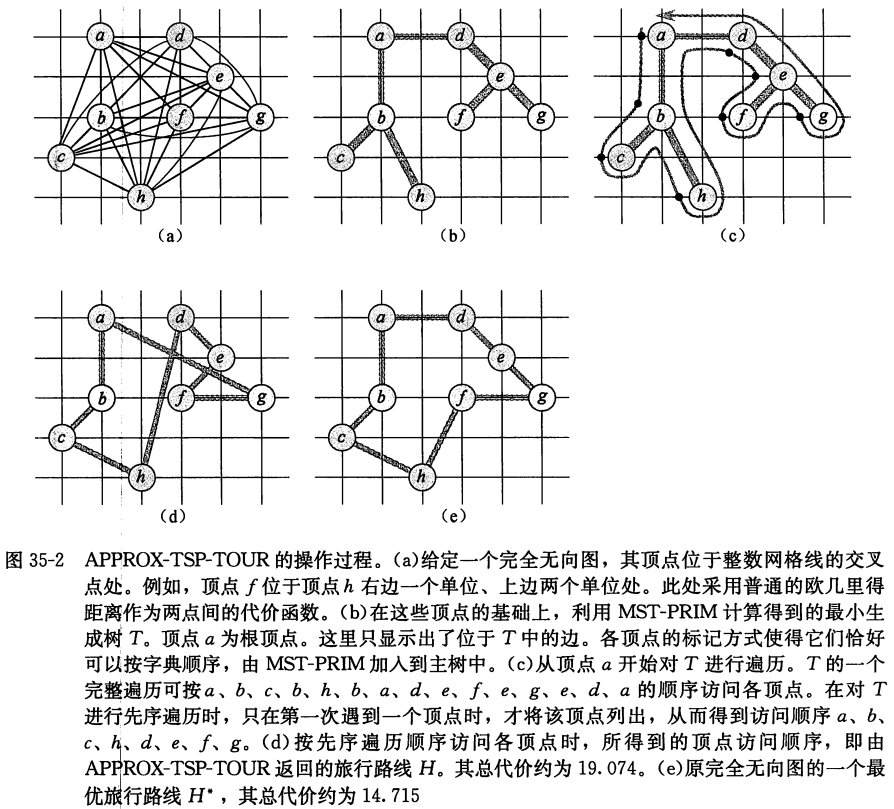 a d e b f g c h
(a)
a d e b f g c h
(b)
a d e b f g c h
(c)
a d e b f g c h
(d)
a d e b f g c h
(e)
图 35-2 APPROX-TSP-TOUR 的操作过程。(a)给定一个完全无向图，其顶点位于整数网格线的交叉
点处。例如，顶点 f 位于顶点 h 右边一个单位、上边两个单位处。此处采用普通的欧几里得
距离作为两点间的代价函数。(b)在这些顶点的基础上，利用 MST-PRIM 计算得到的最小生
成树 T。顶点 a 为根顶点。这里只显示出了位于 T 中的边。各顶点的标记方式使得它们恰好
可以按字典顺序，由 MST-PRIM 加入到主树中。(c)从顶点 a 开始对 T 进行遍历。T 的一个
完整遍历可按 a、b、c、b、h、b、a、d、e、f、e、g、e、d、a 的顺序访问各顶点。在对 T
进行先序遍历时，只在第一次遇到一个顶点时，才将该顶点列出，从而得到访问顺序 a、b、
c、h、d、e、f、g。(d)按先序遍历顺序访问各顶点时，所得到的顶点访问顺序，即由
APPROX-TSP-TOUR 返回的旅行路线 H。其总代价约为 19.074。(e)原完全无向图的一个最
优旅行路线 H*，其总代价约为 14.715